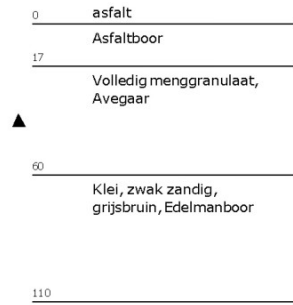 0 asfalt
Asfaltboor
17
Volledig menggranulaat,
Avegaar
60
Klei, zwak zandig,
grijsbruin, Edelmanboor
110